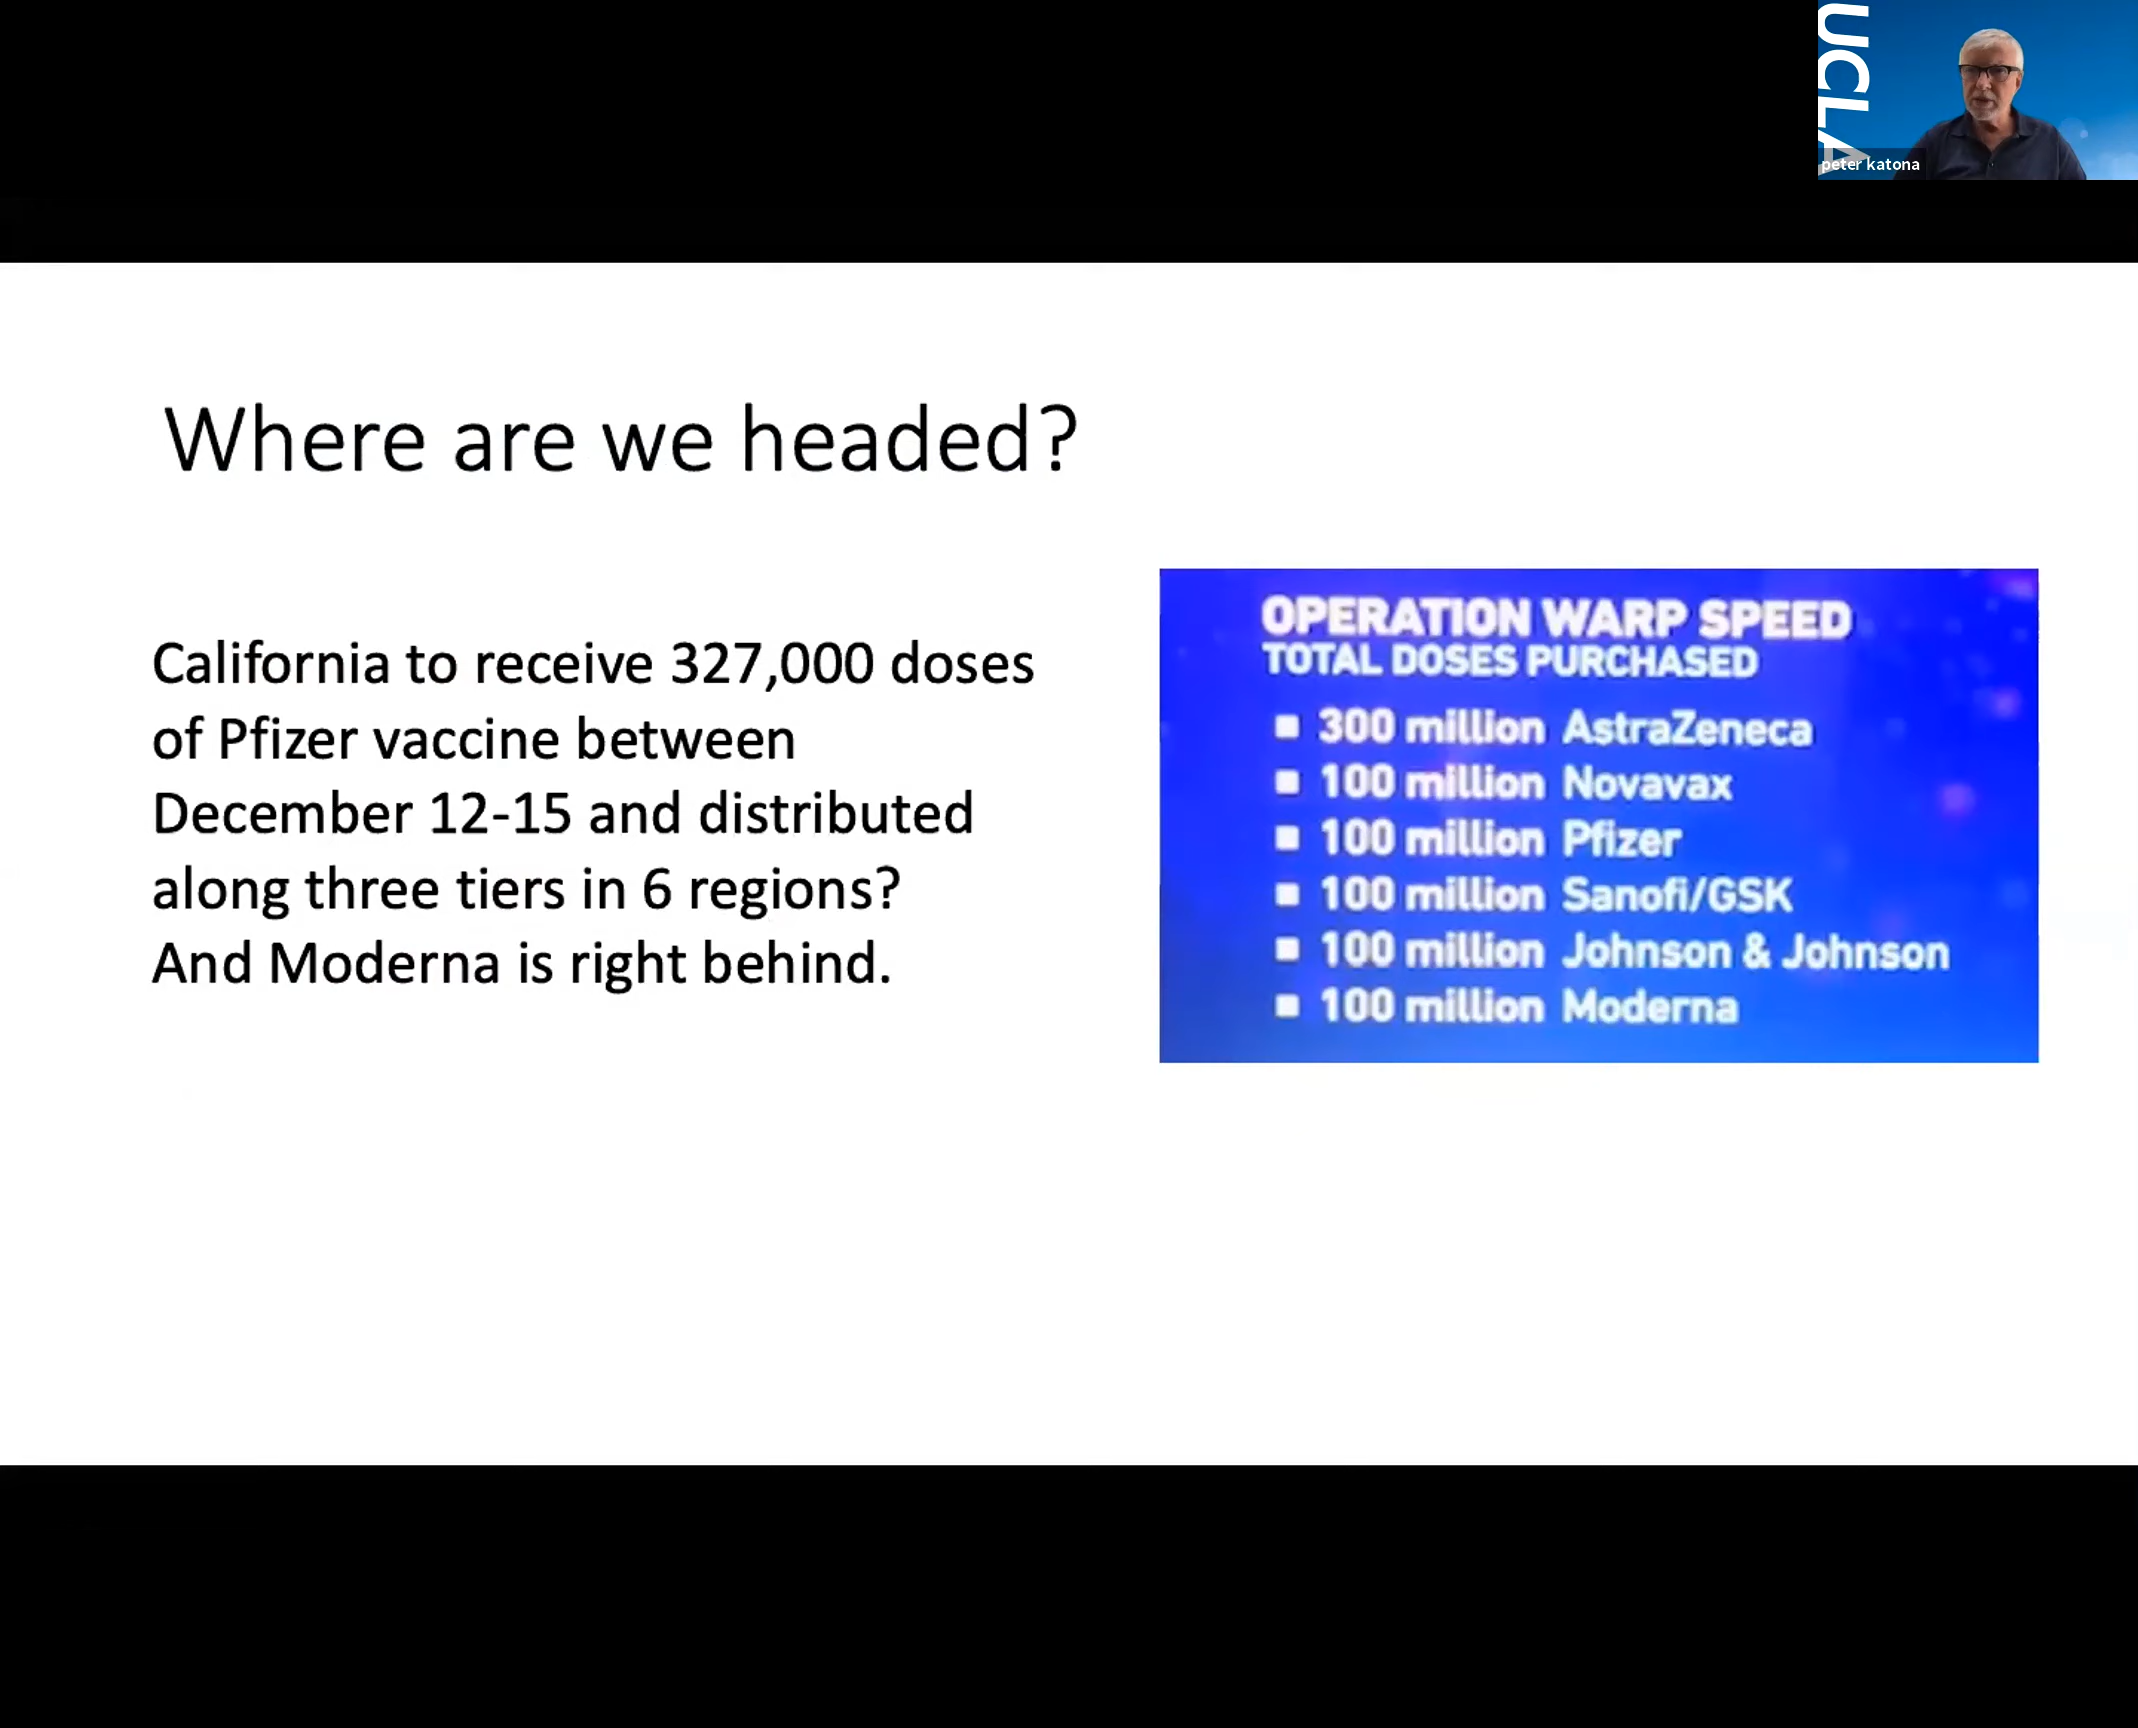 UCLA
peter katona
Where are we headed?
California to receive 327,000 doses
of Pfizer vaccine between
December 12-15 and distributed
along three tiers in 6 regions?
And Moderna is right behind.
OPERATION WARP SPEED
TOTAL DOSES PURCHASED
■ 300 million AstraZeneca
■ 100 million Novavax
■ 100 million Pfizer
■ 100 million Sanofi/GSK
■ 100 million Johnson & Johnson
■ 100 million Moderna